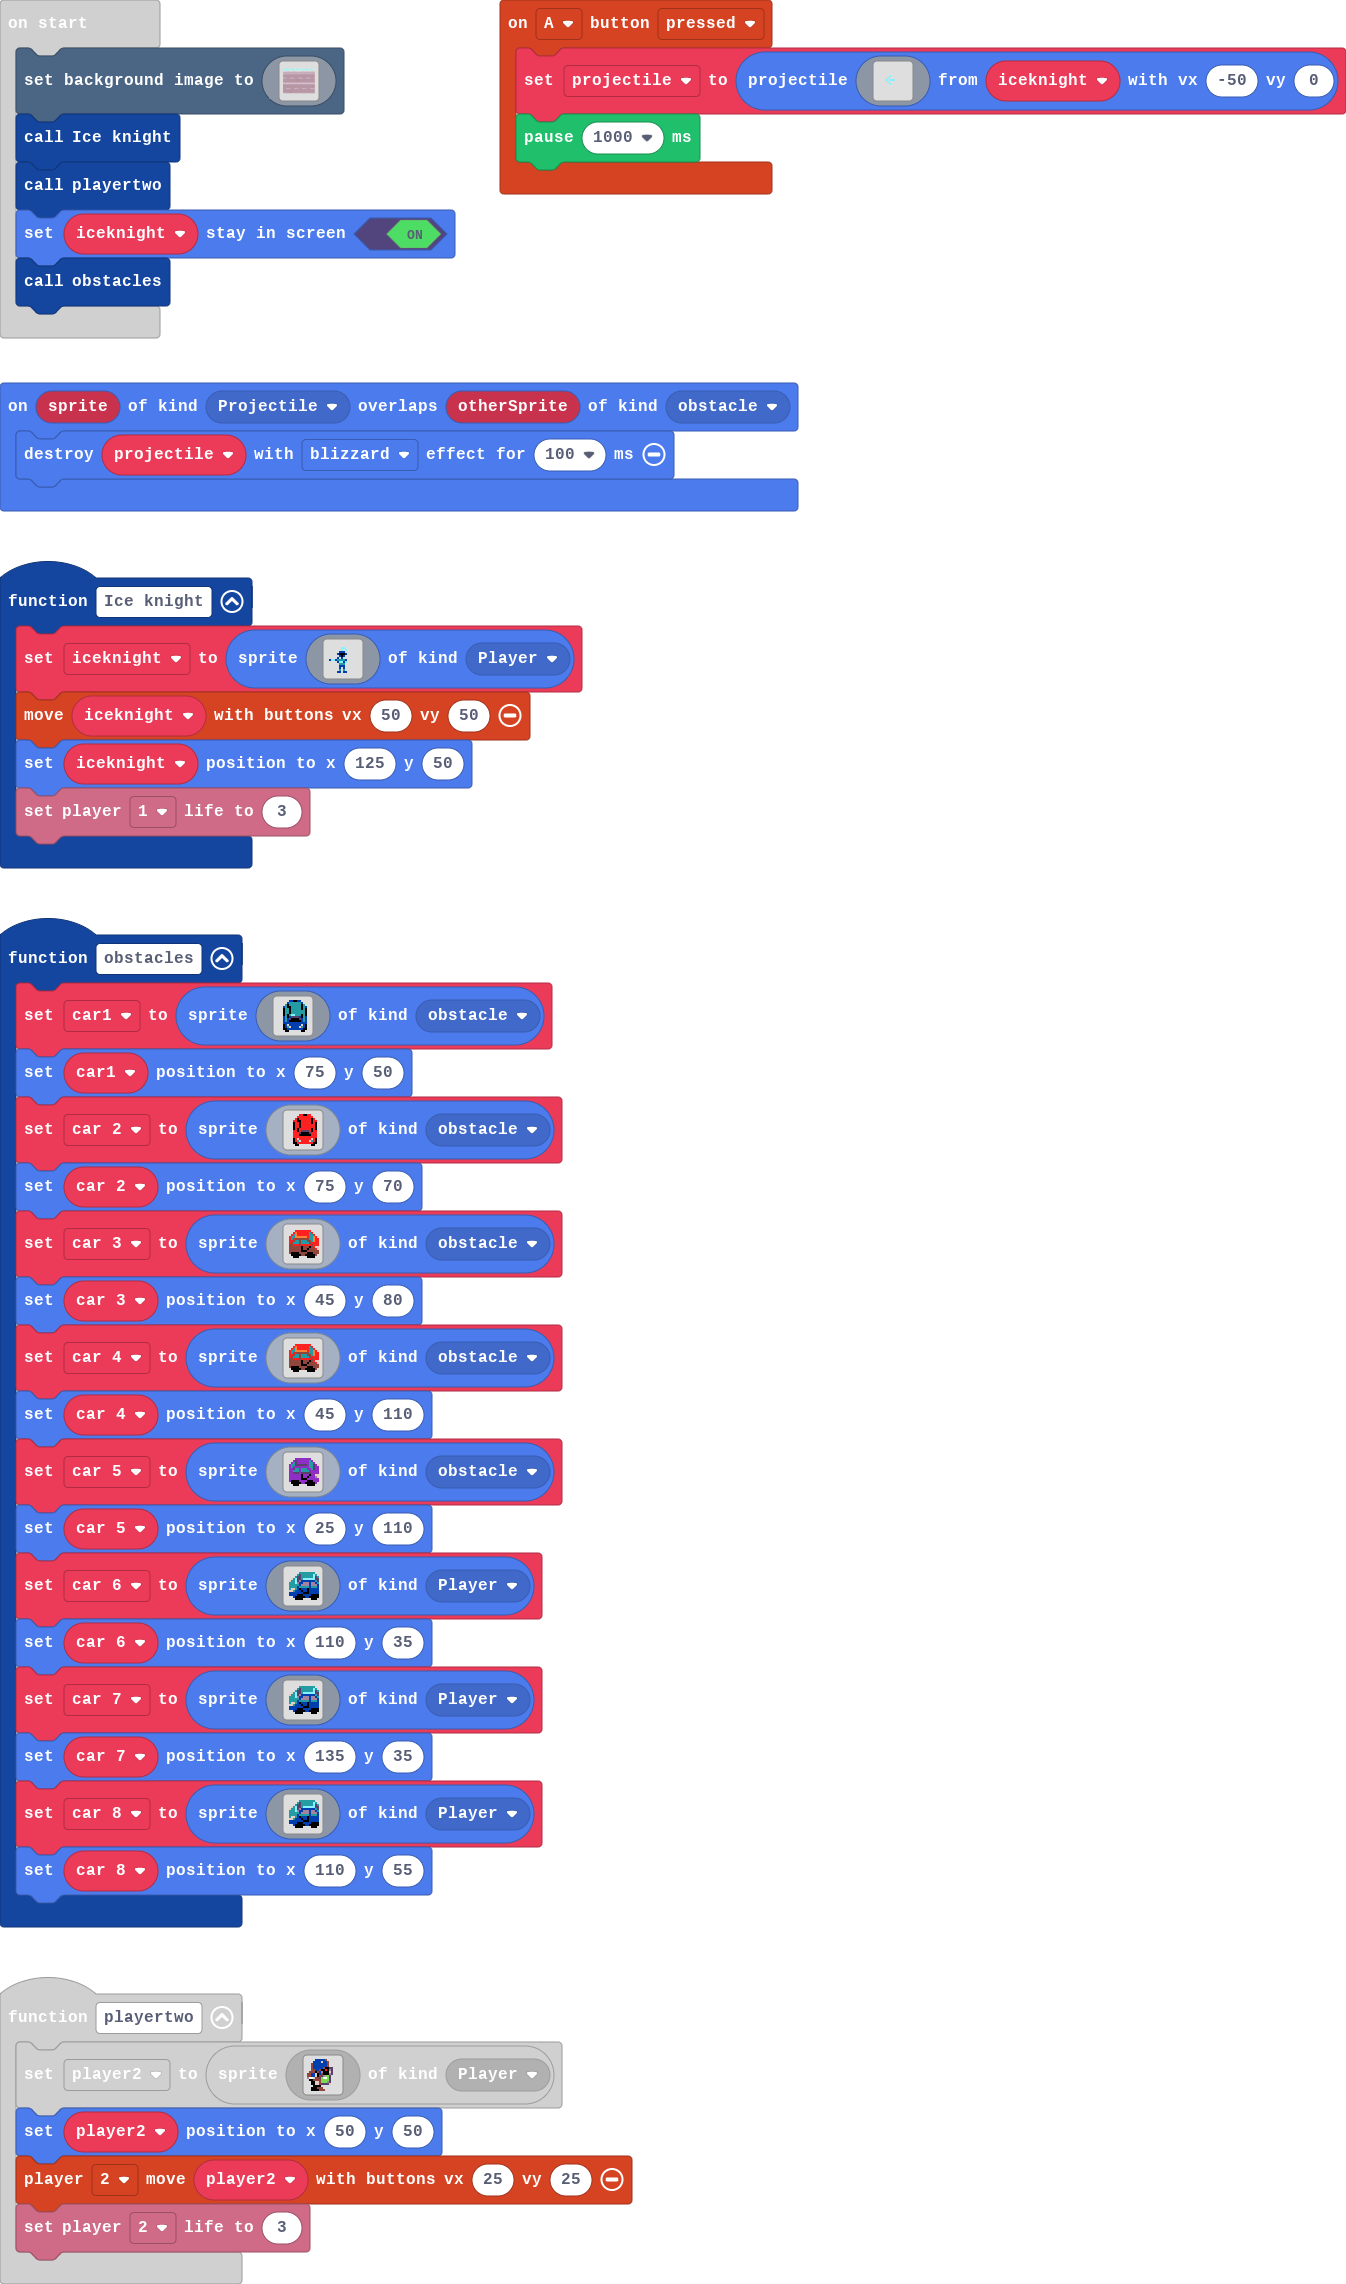 on start
set background image to
call Ice knight
call playertwo
set iceknight stay in screen ON
call obstacles
on A button pressed
set projectile to projectile from iceknight with vx -50 vy 0
pause 1000 ms
on sprite of kind Projectile overlaps otherSprite of kind obstacle
destroy projectile with blizzard effect for 100 ms
function Ice knight
set iceknight to sprite of kind Player
move iceknight with buttons vx 50 vy 50
set iceknight position to x 125 y 50
set player 1 life to 3
function obstacles
set car1 to sprite of kind obstacle
set car1 position to x 75 y 50
set car 2 to sprite of kind obstacle
set car 2 position to x 75 y 70
set car 3 to sprite of kind obstacle
set car 3 position to x 45 y 80
set car 4 to sprite of kind obstacle
set car 4 position to x 45 y 110
set car 5 to sprite of kind obstacle
set car 5 position to x 25 y 110
set car 6 to sprite of kind Player
set car 6 position to x 110 y 35
set car 7 to sprite of kind Player
set car 7 position to x 135 y 35
set car 8 to sprite of kind Player
set car 8 position to x 110 y 55
function playertwo
set player2 to sprite of kind Player
set player2 position to x 50 y 50
player 2 move player2 with buttons vx 25 vy 25
set player 2 life to 3